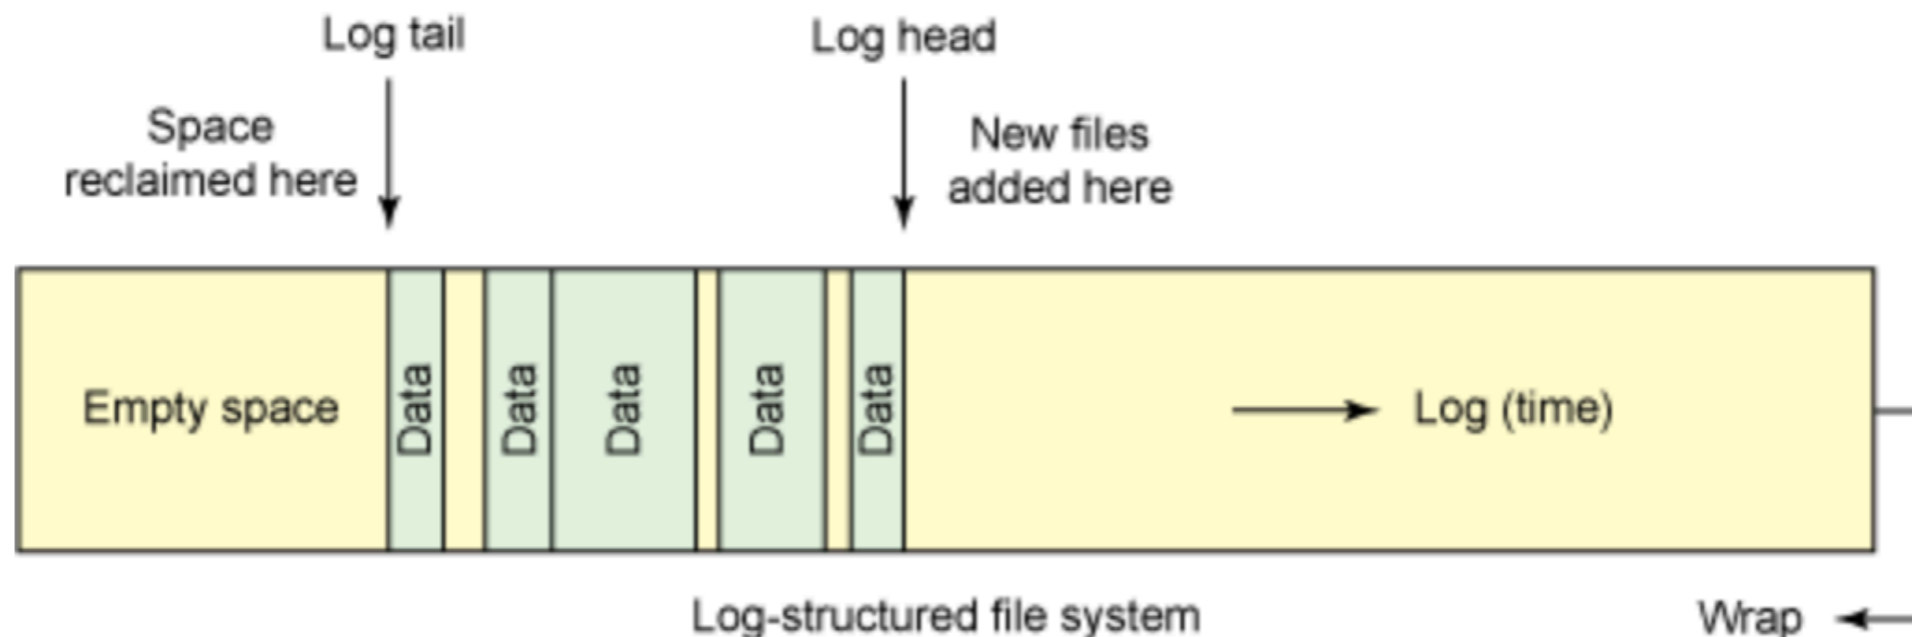 Log tail
Log head
Space
reclaimed here
New files
added here
Empty space
Data
Data
Data
Data
Data
Log (time)
Log-structured file system
Wrap